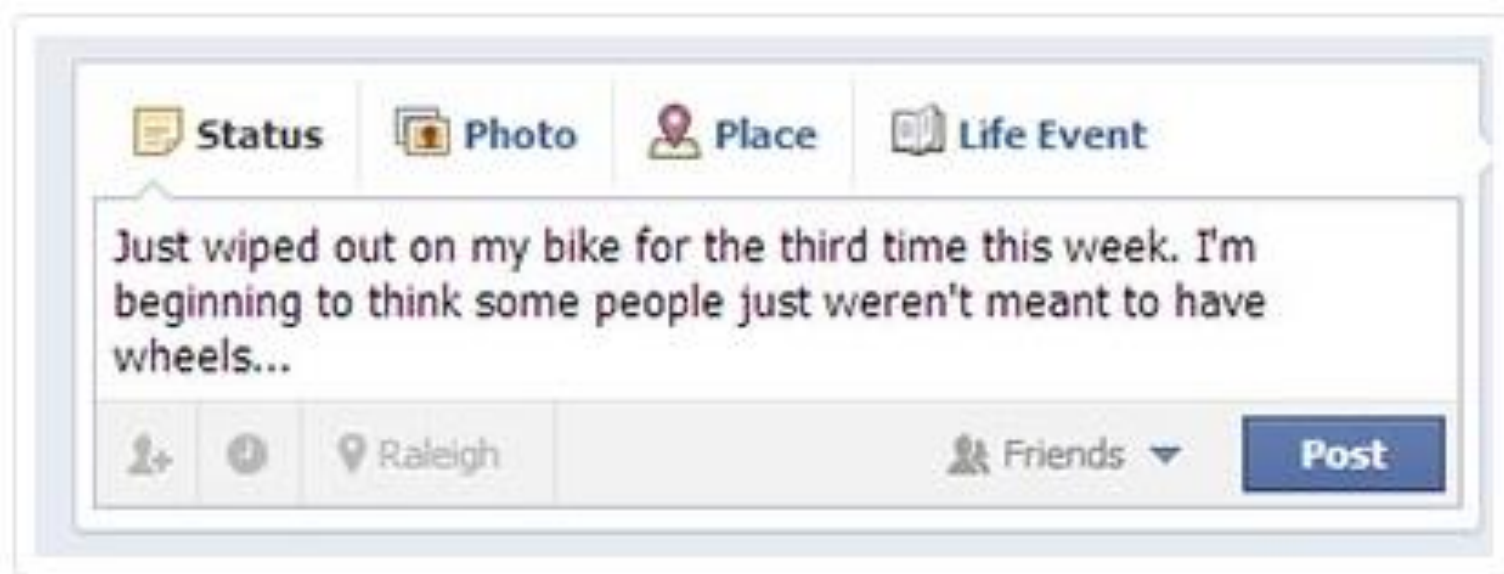 Status Photo Place Life Event
Just wiped out on my bike for the third time this week. I'm
beginning to think some people just weren't meant to have
wheels...
Raleigh Friends Post